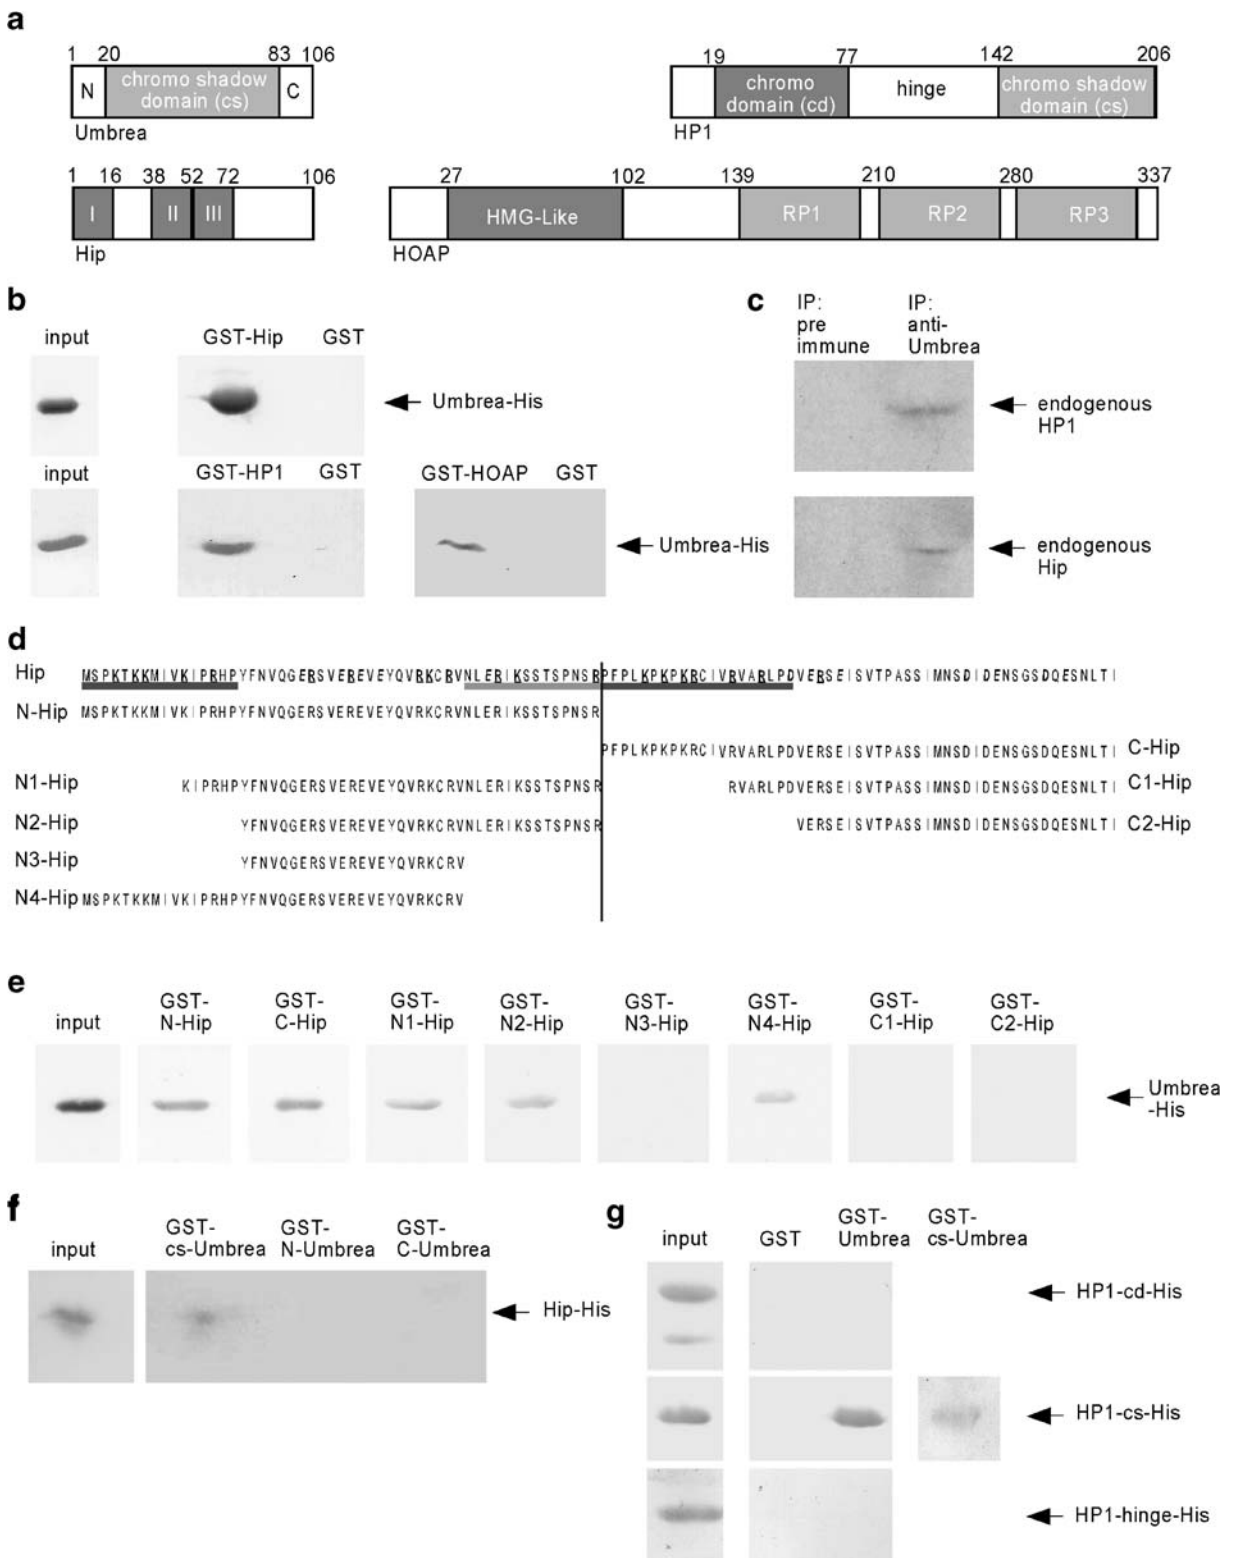 a
1 20 83 106
N
chromo shadow
domain (cs)
C
Umbrea
19 77 142 206
chromo
domain (cd)
hinge
chromo shadow
domain (cs)
HP1
1 16 38 52 72 106
I II III
Hip
27 102 139 210 280 337
HMG-Like RP1 RP2 RP3
HOAP
b
input GST-Hip GST
Umbrea-His
input GST-HP1 GST GST-HOAP GST
Umbrea-His
c
IP:
pre
immune
IP:
anti-
Umbrea
endogenous
HP1
endogenous
Hip
d
Hip MSPKTKKMIVKIPRHPYFNVQGERSVEREVEYQVRKCRVNLERIKSSTSPNSRPFPLKPKPKRCIVRVARLPDVERSEISVTPASSIMNSDIDENSGSDQESNLTI
N-Hip MSPKTKKMIVKIPRHPYFNVQGERSVEREVEYQVRKCRVNLERIKSSTSPNSR
PFPLKPKPKRCIVRVARLPDVERSEISVTPASSIMNSDIDENSGSDQESNLTI C-Hip
N1-Hip KIPRHPYFNVQGERSVEREVEYQVRKCRVNLERIKSSTSPNSR RVARLPDVERSEISVTPASSIMNSDIDENSGSDQESNLTI C1-Hip
N2-Hip YFNVQGERSVEREVEYQVRKCRVNLERIKSSTSPNSR VERSEISVTPASSIMNSDIDENSGSDQESNLTI C2-Hip
N3-Hip YFNVQGERSVEREVEYQVRKCRV
N4-Hip MSPKTKKMIVKIPRHPYFNVQGERSVEREVEYQVRKCRV
e
input
GST-
N-Hip
GST-
C-Hip
GST-
N1-Hip
GST-
N2-Hip
GST-
N3-Hip
GST-
N4-Hip
GST-
C1-Hip
GST-
C2-Hip
Umbrea
-His
f
input
GST-
cs-Umbrea
GST-
N-Umbrea
GST-
C-Umbrea
Hip-His
g
input
GST
GST-
Umbrea
GST-
cs-Umbrea
HP1-cd-His
HP1-cs-His
HP1-hinge-His